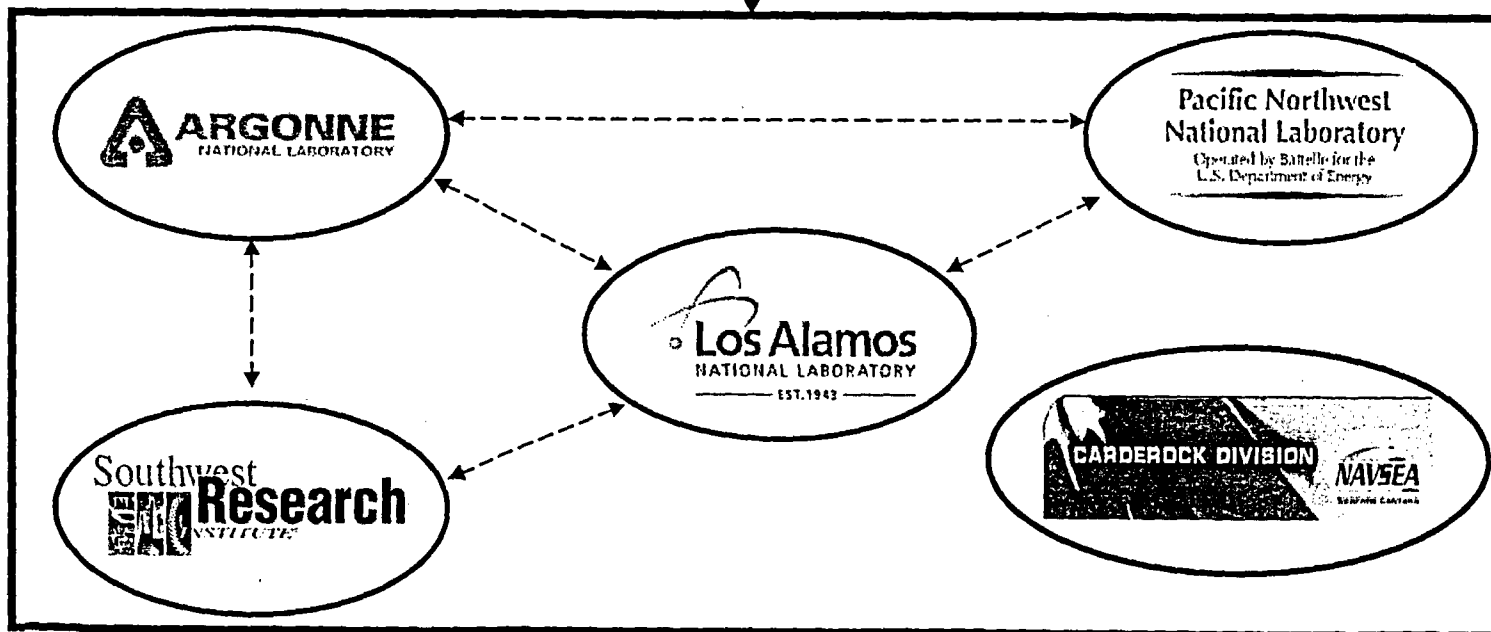 ARGONNE
NATIONAL LABORATORY
Pacific Northwest
National Laboratory
Operated by Battelle for the
U.S. Department of Energy
Los Alamos
NATIONAL LABORATORY
EST. 1943
Southwest
Research
INSTITUTE
CARDEROCK DIVISION
NAVSEA